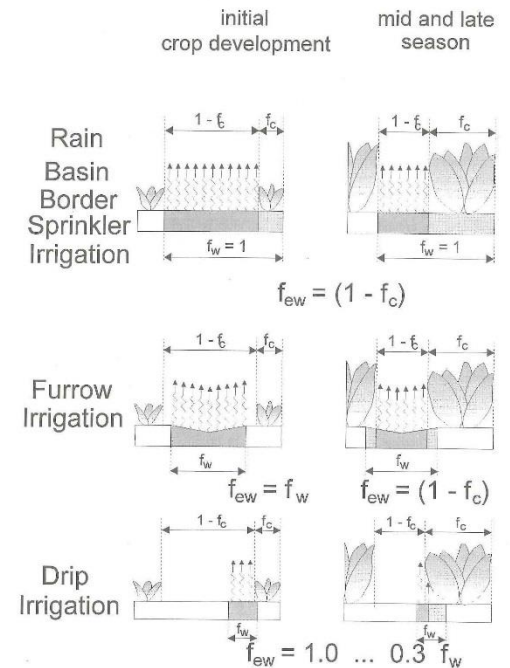 initial
crop development
mid and late
season
Rain
Basin
Border
Sprinkler
Irrigation
1 - fc
fc
1 - fc
fc
fw = 1
fw = 1
few = (1 - fc)
Furrow
Irrigation
1 - fc
fc
1 - fc
fc
fw
fw
few = fw
few = (1 - fc)
Drip
Irrigation
1 - fc
fc
1 - fc
fc
fw
fw
few = 1.0 ... 0.3 fw